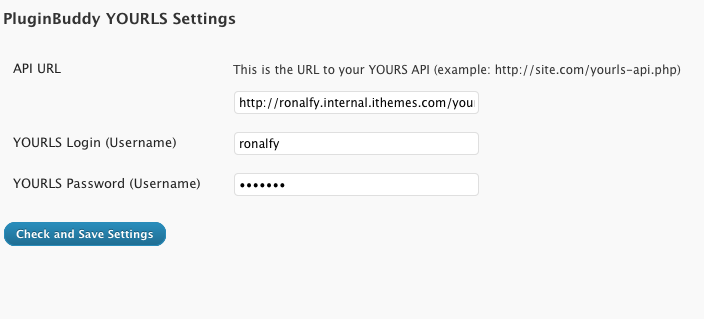 PluginBuddy YOURLS Settings
API URL
This is the URL to your YOURS API (example: http://site.com/yourls-api.php)
http://ronalfy.internal.ithemes.com/you
YOURLS Login (Username)
ronalfy
YOURLS Password (Username)
•••••••
Check and Save Settings